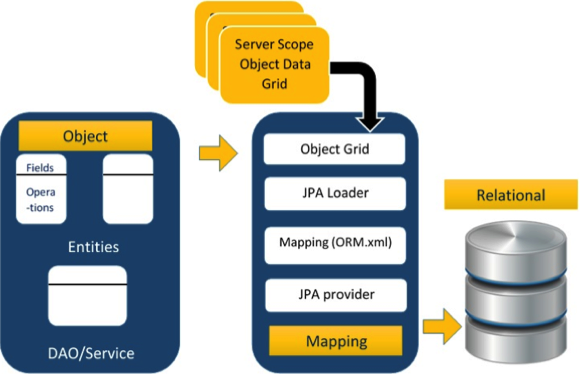 Server Scope
Object Data
Grid
Object
Fields
Opera
-tions
Entities
DAO/Service
Object Grid
JPA Loader
Mapping (ORM.xml)
JPA provider
Mapping
Relational